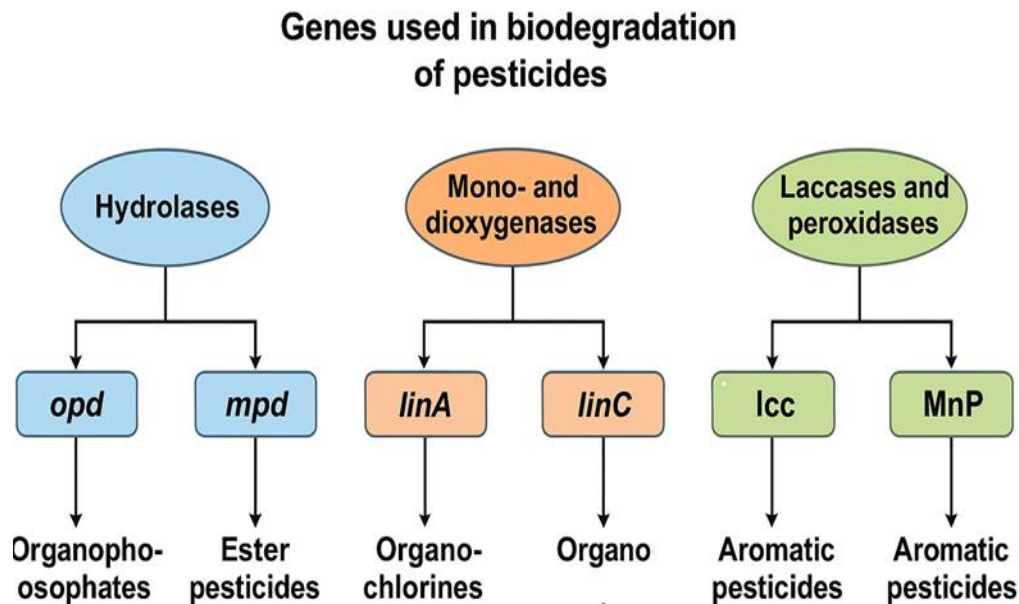 Genes used in biodegradation
of pesticides
Hydrolases
Mono- and
dioxygenases
Laccases and
peroxidases
opd
mpd
linA
linC
lcc
MnP
Organopho-
osophates
Ester
pesticides
Organo-
chlorines
Organo
Aromatic
pesticides
Aromatic
pesticides